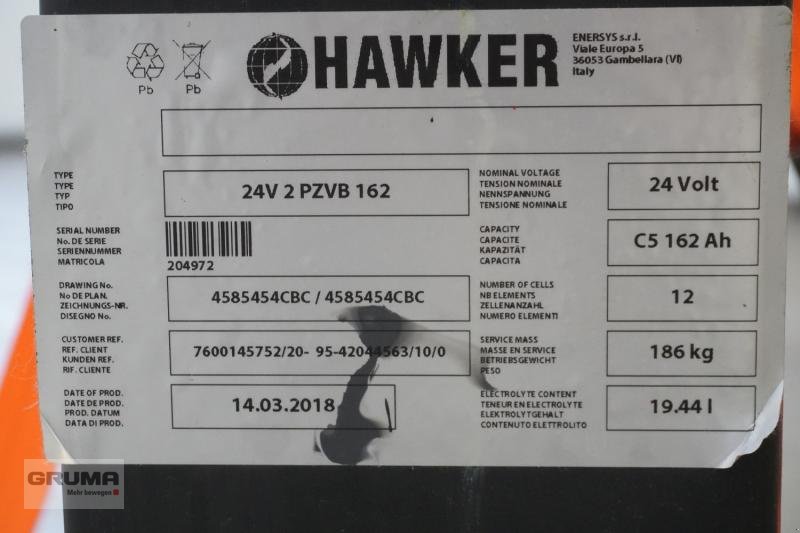 Pb
Pb
HAWKER
ENERSYS s.r.l.
Viale Europa 5
36053 Gambellara (VI)
Italy
TYPE
TYPE
TYP
TIPO
24V 2 PZVB 162
NOMINAL VOLTAGE
TENSION NOMINALE
NENNSPANNUNG
TENSIONE NOMINALE
24 Volt
SERIAL NUMBER
No. DE SERIE
SERIENNUMMER
MATRICOLA
204972
CAPACITY
CAPACITE
KAPAZITÄT
CAPACITA
C5 162 Ah
DRAWING No.
No DE PLAN.
ZEICHNUNGS-NR.
DISEGNO No.
4585454CBC / 4585454CBC
NUMBER OF CELLS
NB ELEMENTS
ZELLENANZAHL
NUMERO ELEMENTI
12
CUSTOMER REF.
REF. CLIENT
KUNDEN REF.
RIF. CLIENTE
7600145752/20- 95-42044563/10/0
SERVICE MASS
MASSE EN SERVICE
BETRIEBSGEWICHT
PESO
186 kg
DATE OF PROD.
DATE DE PROD.
PROD. DATUM
DATA DI PROD.
14.03.2018
ELECTROLYTE CONTENT
TENEUR EN ELECTROLYTE
ELEKTROLYTGEHALT
CONTENUTO ELETTROLITO
19.44 l
GRUMA
Mehr bewegen